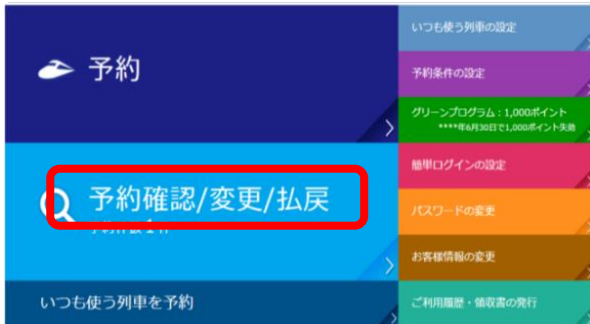 予約
予約確認/変更/払戻
いつも使う列車を予約
いつも使う列車の設定
予約条件の設定
グリーンプログラム：1,000ポイント
****年6月30日で1,000ポイント失効
簡単ログインの設定
パスワードの変更
お客様情報の変更
ご利用履歴・領収書の発行